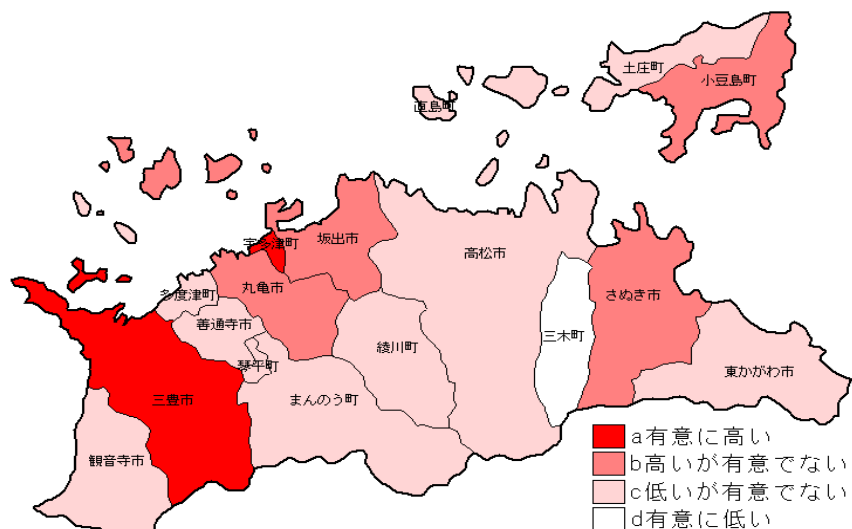 土庄町
小豆島町
直島町
宇多津町
坂出市
高松市
丸亀市
多度津町
さぬき市
善通寺市
三木町
綾川町
琴平町
東かがわ市
三豊市
まんのう町
観音寺市
a有意に高い
b高いが有意でない
c低いが有意でない
d有意に低い